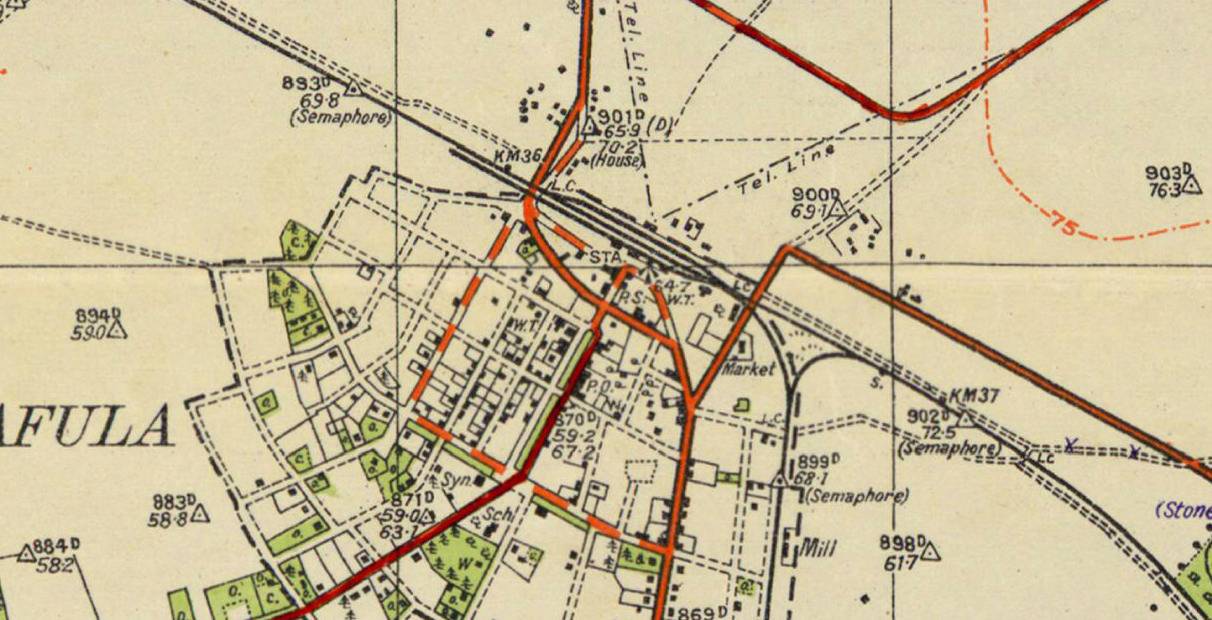 Tel. Line
893D
69.8
(Semaphore)
901D
65.9 (D)
70.2
(House)
KM36
L.C.
Tel. Line
900D
69.1
903D
76.3
75
C.
STA.
64.7
W.T.
P.S.
L.C.
894D
59.0
W.T.
Market
S.
KM37
P.O.
902D
72.5
(Semaphore)
AFULA
L.C.
870D
59.2
67.2
L.C.
C.
899D
68.1
(Semaphore)
Syn.
871D
59.0
63.1
883D
58.8
Sch.
(Stone
884D
58.2
Mill
898D
61.7
W
O.
C.
869D